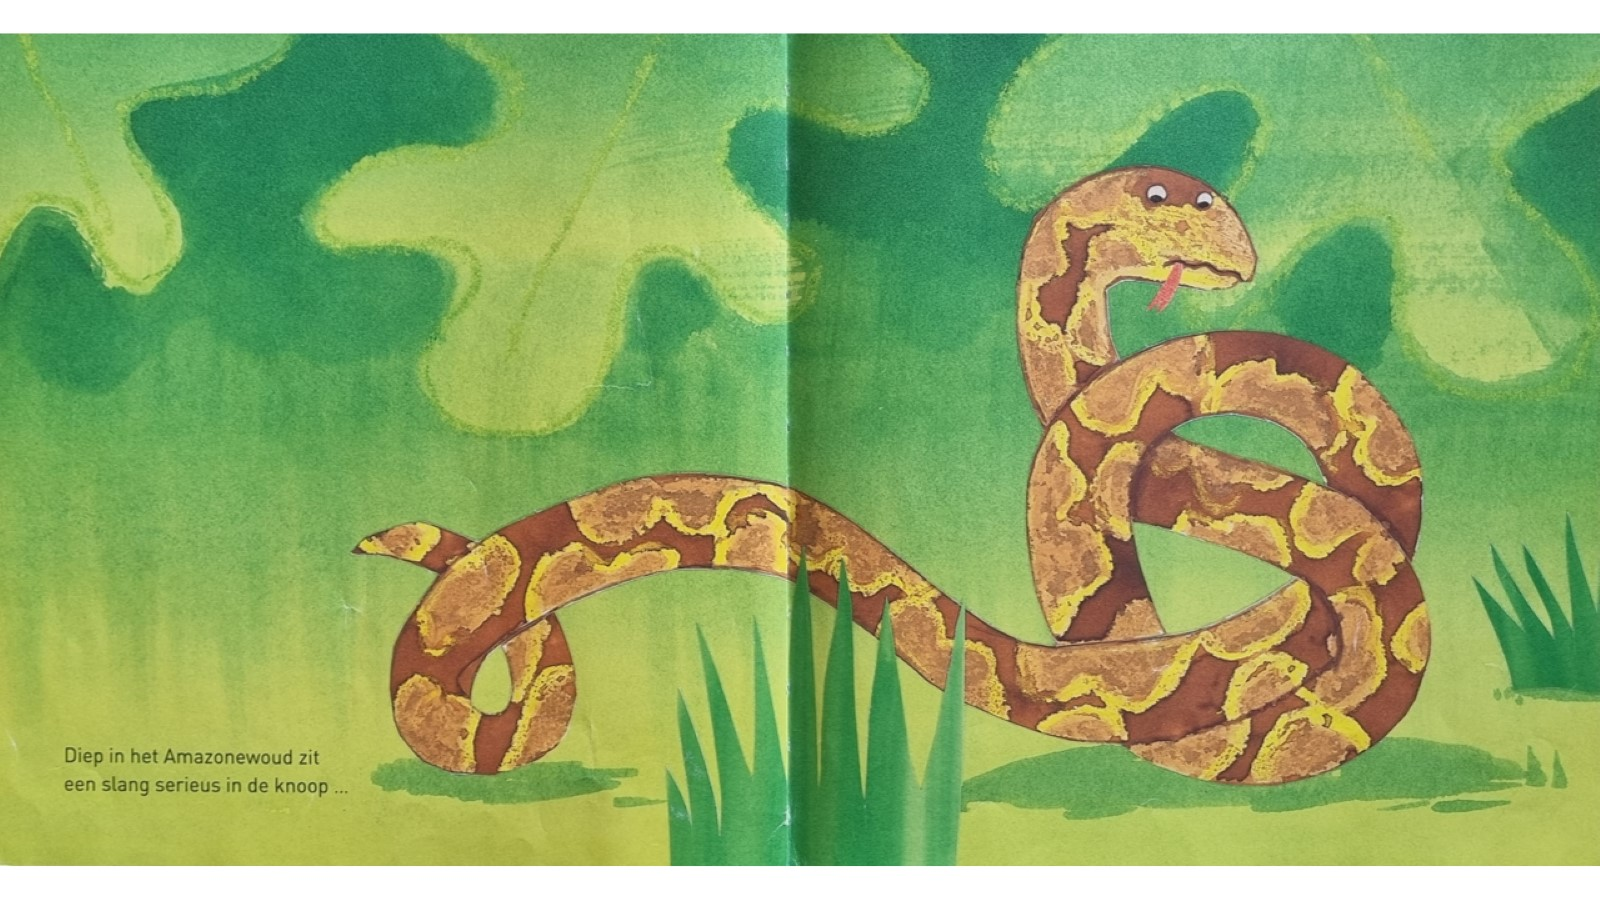 Diep in het Amazonewoud zit
een slang serieus in de knoop ...